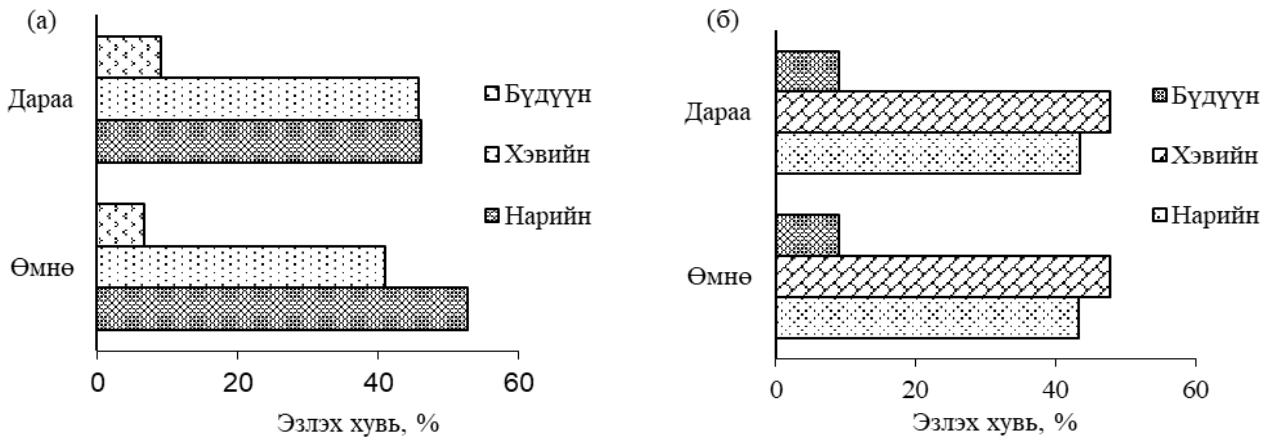 (а)
Дараа
Өмнө
Бүдүүн
Хэвийн
Нарийн
0 20 40 60
Эзлэх хувь, %
(б)
Дараа
Өмнө
Бүдүүн
Хэвийн
Нарийн
0 20 40 60
Эзлэх хувь, %